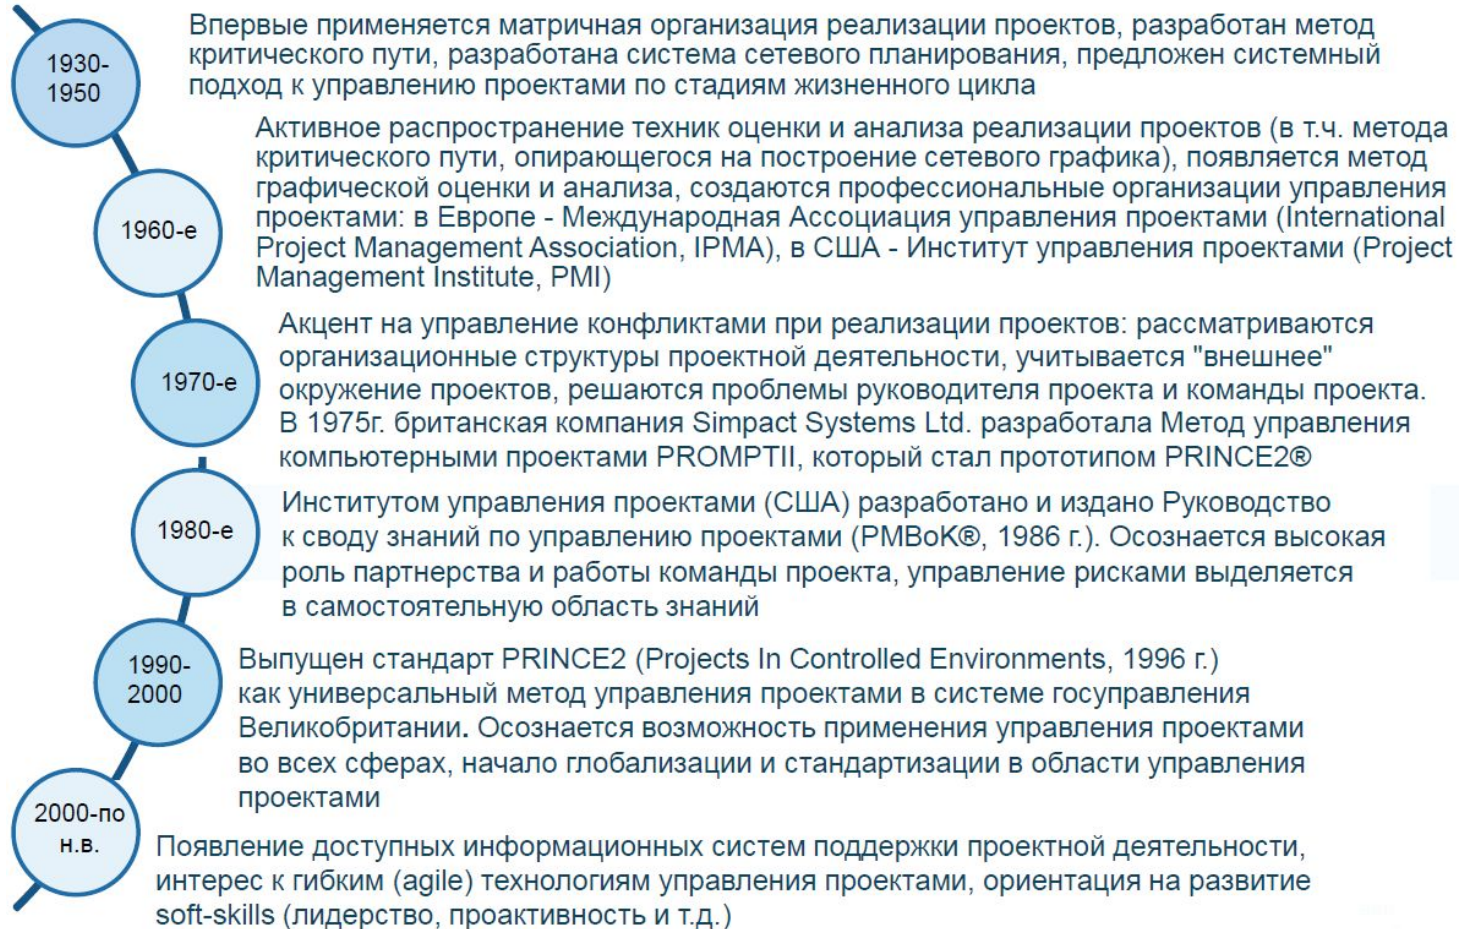 1930-
1950
Впервые применяется матричная организация реализации проектов, разработан метод
критического пути, разработана система сетевого планирования, предложен системный
подход к управлению проектами по стадиям жизненного цикла
1960-е
Активное распространение техник оценки и анализа реализации проектов (в т.ч. метода
критического пути, опирающегося на построение сетевого графика), появляется метод
графической оценки и анализа, создаются профессиональные организации управления
проектами: в Европе - Международная Ассоциация управления проектами (International
Project Management Association, IPMA), в США - Институт управления проектами (Project
Management Institute, PMI)
1970-е
Акцент на управление конфликтами при реализации проектов: рассматриваются
организационные структуры проектной деятельности, учитывается "внешнее"
окружение проектов, решаются проблемы руководителя проекта и команды проекта.
В 1975г. британская компания Simpact Systems Ltd. разработала Метод управления
компьютерными проектами PROMPTII, который стал прототипом PRINCE2®
1980-е
Институтом управления проектами (США) разработано и издано Руководство
к своду знаний по управлению проектами (PMBoK®, 1986 г.). Осознается высокая
роль партнерства и работы команды проекта, управление рисками выделяется
в самостоятельную область знаний
1990-
2000
Выпущен стандарт PRINCE2 (Projects In Controlled Environments, 1996 г.)
как универсальный метод управления проектами в системе госуправления
Великобритании. Осознается возможность применения управления проектами
во всех сферах, начало глобализации и стандартизации в области управления
проектами
2000-по
н.в.
Появление доступных информационных систем поддержки проектной деятельности,
интерес к гибким (agile) технологиям управления проектами, ориентация на развитие
soft-skills (лидерство, проактивность и т.д.)